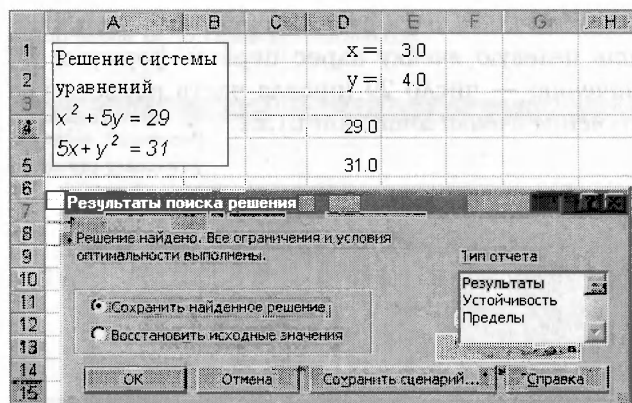 A B C D E F G H
1 x = 3.0
2 y = 4.0
3
4 29.0
5 31.0
6
7
8
9
10
11
12
13
14
15
Решение системы
уравнений
x² + 5y = 29
5x + y² = 31
Результаты поиска решения
Решение найдено. Все ограничения и условия
оптимальности выполнены.
Тип отчета
Результаты
Устойчивость
Пределы
Сохранить найденное решение
Восстановить исходные значения
OK Отмена Сохранить сценарий... Справка